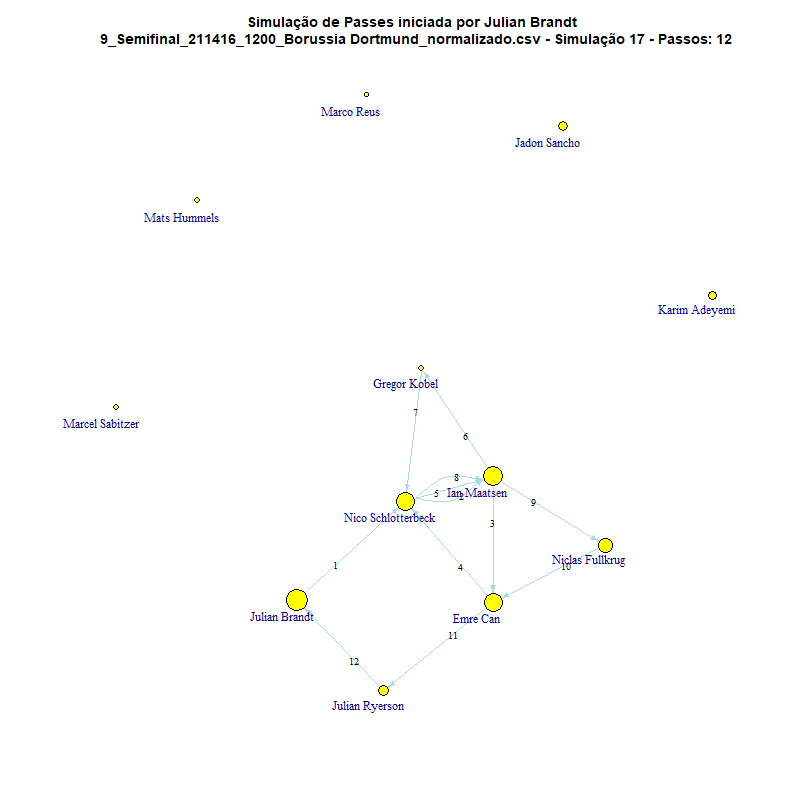 Simulação de Passes iniciada por Julian Brandt
9_Semifinal_211416_1200_Borussia Dortmund_normalizado.csv - Simulação 17 - Passos: 12
Marco Reus
Jadon Sancho
Mats Hummels
Karim Adeyemi
Gregor Kobel
7
Marcel Sabitzer
6
8
5
2
Ian Maatsen
9
Nico Schlotterbeck
3
1
4
Niclas Fullkrug
10
Julian Brandt
Emre Can
11
12
Julian Ryerson